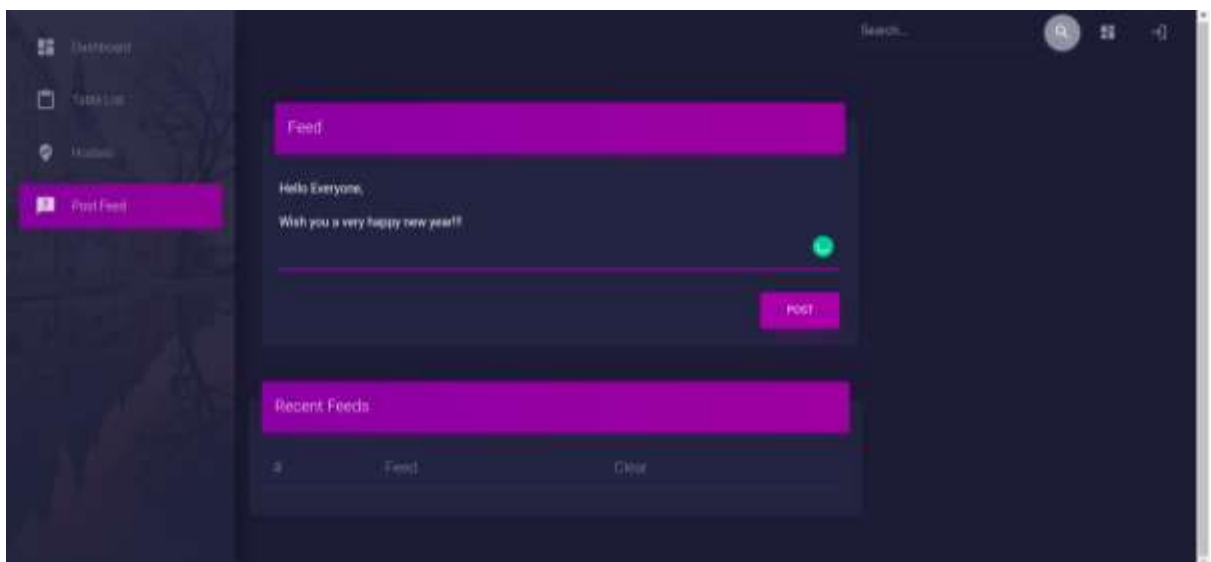 Search...
Dashboard
Table List
Post Feed
Feed
Hello Everyone,
Wish you a very happy new year!!!
POST
Recent Feeds
# Feed Clear